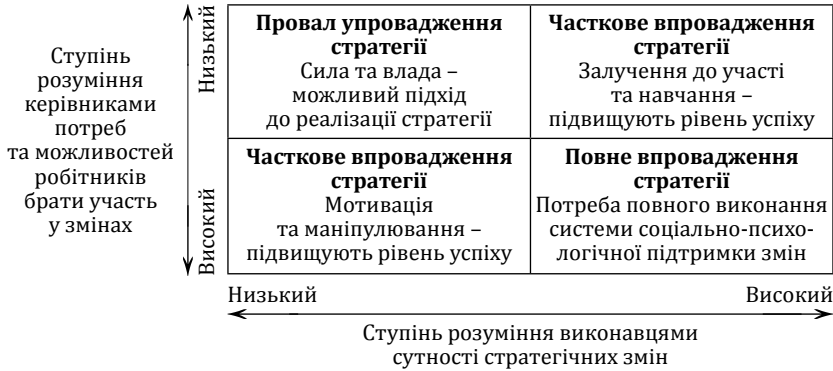 Ступінь
розуміння
керівниками
потреб
та можливостей
робітників
брати участь
у змінах
Низький
Високий
Провал упровадження
стратегії
Сила та влада –
можливий підхід
до реалізації стратегії
Часткове впровадження
стратегії
Залучення до участі
та навчання –
підвищують рівень успіху
Часткове впровадження
стратегії
Мотивація
та маніпулювання –
підвищують рівень успіху
Повне впровадження
стратегії
Потреба повного виконання
системи соціально-психо-
логічної підтримки змін
Низький
Високий
Ступінь розуміння виконавцями
сутності стратегічних змін